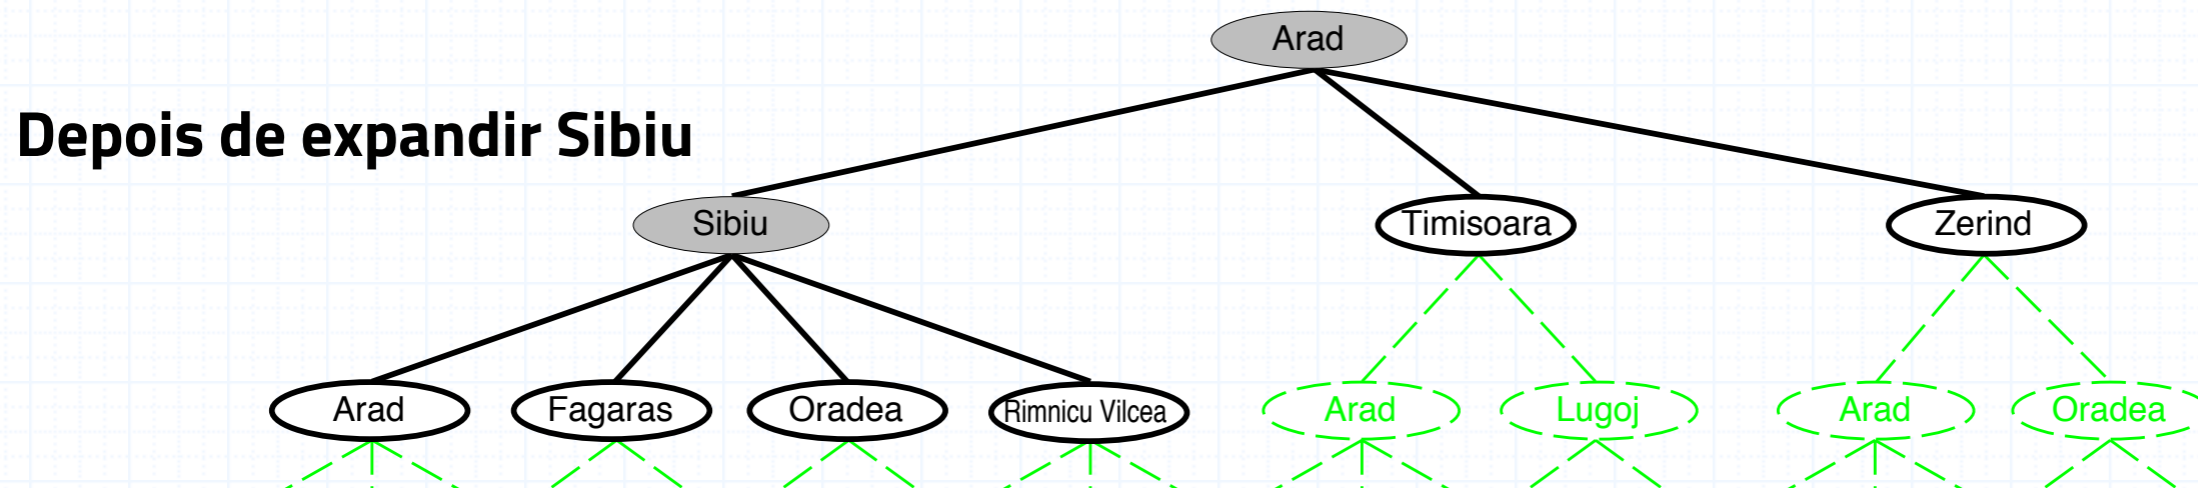 Arad
Depois de expandir Sibiu
Sibiu Timisoara Zerind
Arad Fagaras Oradea Rimnicu Vilcea Arad Lugoj Arad Oradea